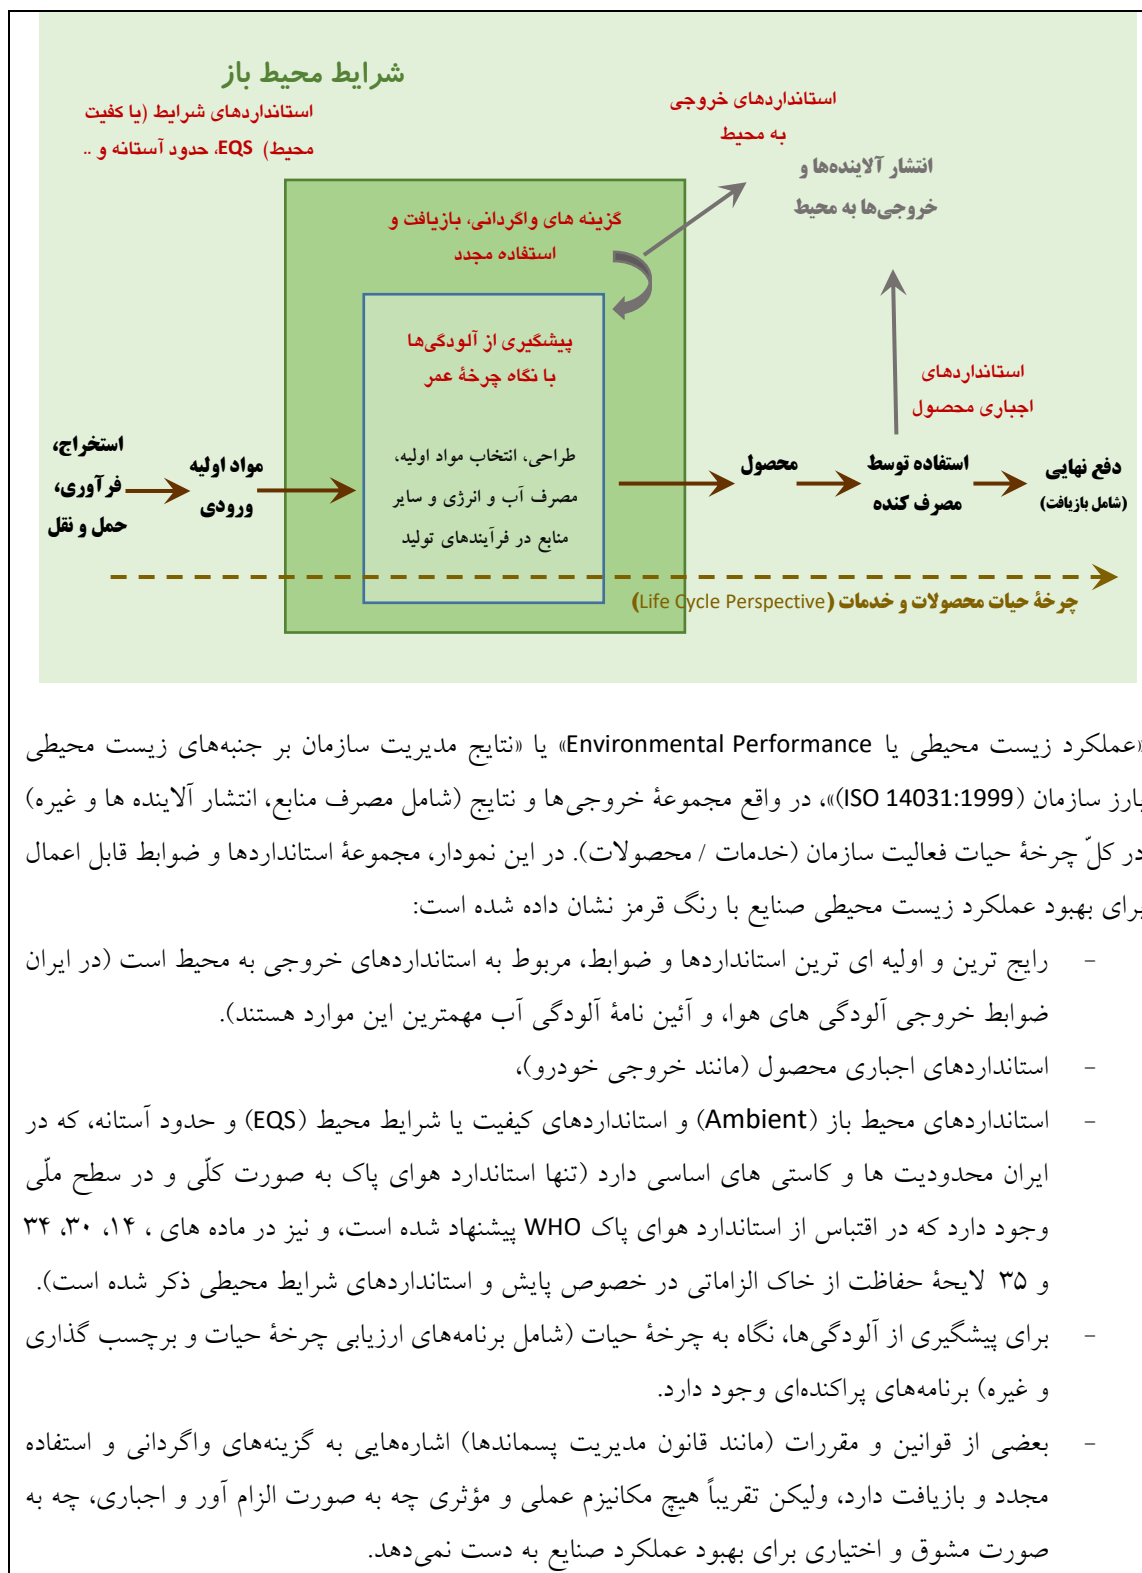 شرایط محیط باز
استانداردهای شرایط (یا کفیت
محیط) EQS، حدود آستانه و ..
استانداردهای خروجی
به محیط
انتشار آلاینده‌ها و
خروجی‌ها به محیط
گزینه های واگردانی، بازیافت و
استفاده مجدد
پیشگیری از آلودگی‌ها
با نگاه چرخهٔ عمر
استانداردهای
اجباری محصول
استخراج،
فرآوری،
حمل و نقل
مواد اولیه
ورودی
طراحی، انتخاب مواد اولیه،
مصرف آب و انرژی و سایر
منابع در فرآیندهای تولید
محصول
استفاده توسط
مصرف کننده
دفع نهایی
(شامل بازیافت)
چرخهٔ حیات محصولات و خدمات (Life Cycle Perspective)
«عملکرد زیست محیطی یا Environmental Performance» یا «نتایج مدیریت سازمان بر جنبه‌های زیست محیطی
بارز سازمان (ISO 14031:1999)»، در واقع مجموعهٔ خروجی‌ها و نتایج (شامل مصرف منابع، انتشار آلاینده ها و غیره)
در کلّ چرخهٔ حیات فعالیت سازمان (خدمات / محصولات). در این نمودار، مجموعهٔ استانداردها و ضوابط قابل اعمال
برای بهبود عملکرد زیست محیطی صنایع با رنگ قرمز نشان داده شده است:
- رایج ترین و اولیه ای ترین استانداردها و ضوابط، مربوط به استانداردهای خروجی به محیط است (در ایران
ضوابط خروجی آلودگی های هوا، و آئین نامهٔ آلودگی آب مهمترین این موارد هستند).
- استانداردهای اجباری محصول (مانند خروجی خودرو)،
- استانداردهای محیط باز (Ambient) و استانداردهای کیفیت یا شرایط محیط (EQS) و حدود آستانه، که در
ایران محدودیت ها و کاستی های اساسی دارد (تنها استاندارد هوای پاک به صورت کلّی و در سطح ملّی
وجود دارد که در اقتباس از استاندارد هوای پاک WHO پیشنهاد شده است، و نیز در ماده های ، ۱۴، ۳۰، ۳۴
و ۳۵ لایحهٔ حفاظت از خاک الزاماتی در خصوص پایش و استانداردهای شرایط محیطی ذکر شده است).
- برای پیشگیری از آلودگی‌ها، نگاه به چرخهٔ حیات (شامل برنامه‌های ارزیابی چرخهٔ حیات و برچسب گذاری
و غیره) برنامه‌های پراکنده‌ای وجود دارد.
- بعضی از قوانین و مقررات (مانند قانون مدیریت پسماندها) اشاره‌هایی به گزینه‌های واگردانی و استفاده
مجدد و بازیافت دارد، ولیکن تقریباً هیچ مکانیزم عملی و مؤثری چه به صورت الزام آور و اجباری، چه به
صورت مشوق و اختیاری برای بهبود عملکرد صنایع به دست نمی‌دهد.